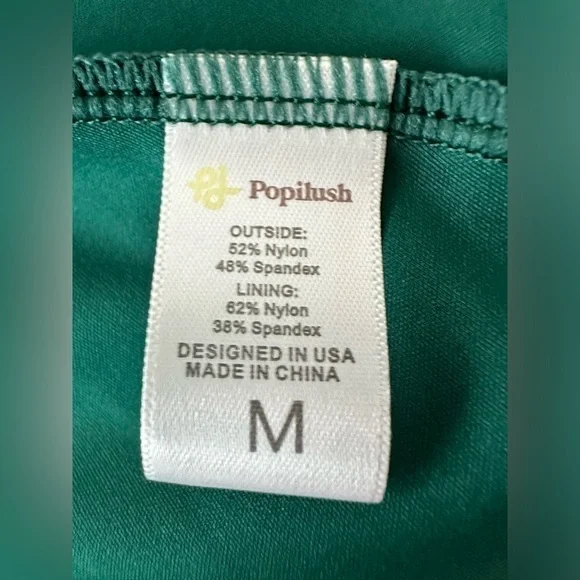 Popilush
OUTSIDE:
52% Nylon
48% Spandex
LINING:
62% Nylon
38% Spandex
DESIGNED IN USA
MADE IN CHINA
M